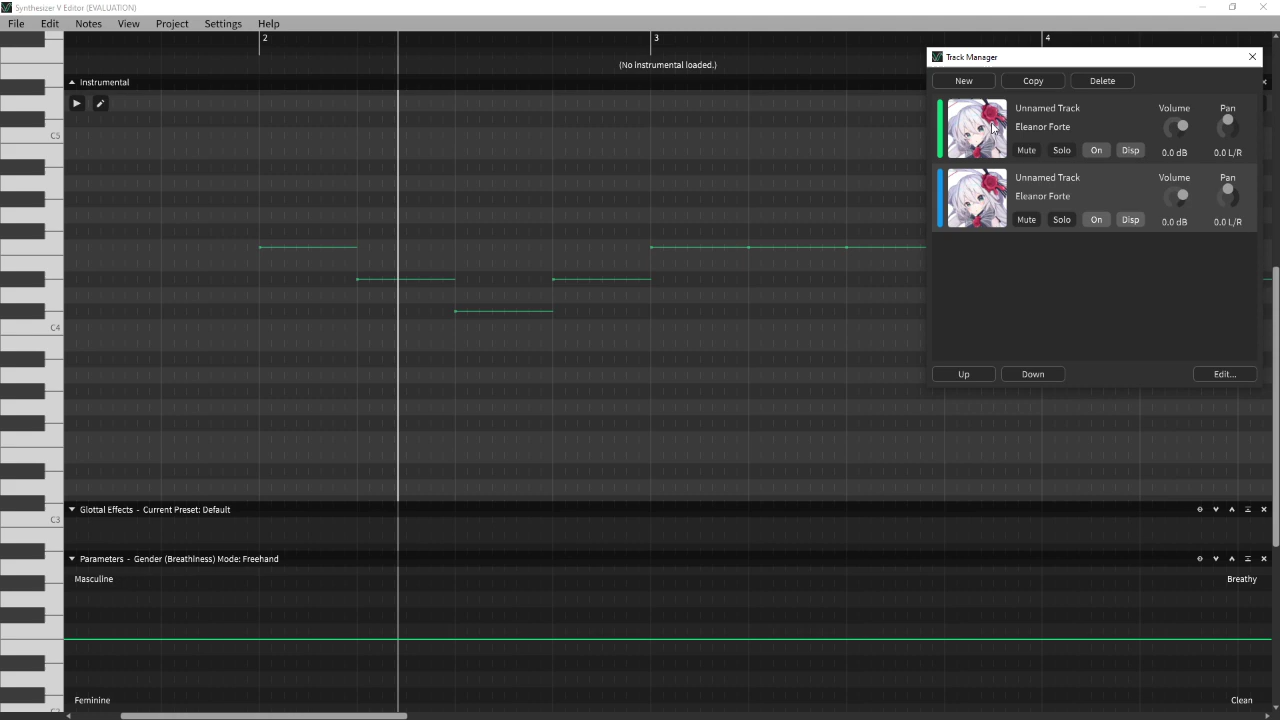 Synthesizer V Editor (EVALUATION)
File Edit Notes View Project Settings Help
2 3 4
(No Instrumental loaded.)
Instrumental
C5
C4
C3
Track Manager
New Copy Delete
Unnamed Track Volume Pan
Eleanor Forte
Mute Solo On Disp 0.0 dB 0.0 L/R
Unnamed Track Volume Pan
Eleanor Forte
Mute Solo On Disp 0.0 dB 0.0 L/R
Up Down Edit...
Glottal Effects - Current Preset: Default
Parameters - Gender (Breathiness) Mode: Freehand
Masculine Breathy
Feminine Clean